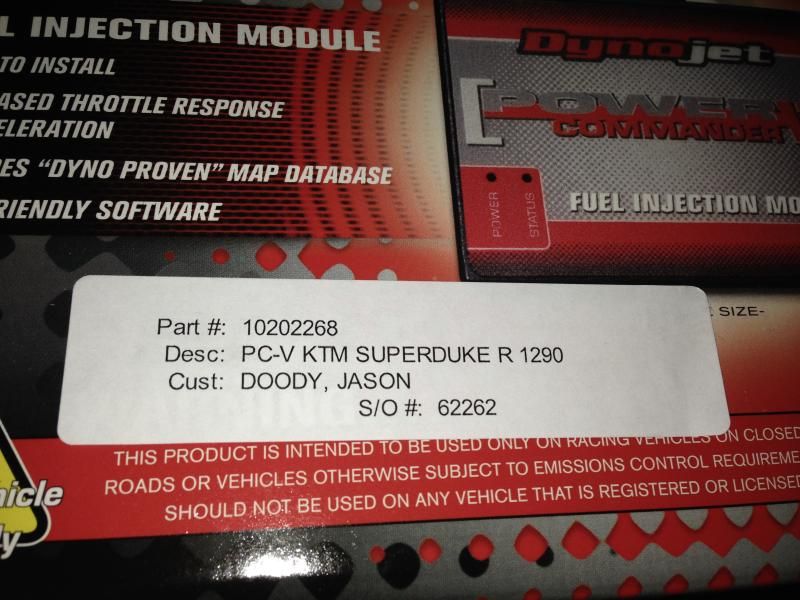 L INJECTION MODULE
TO INSTALL
ASED THROTTLE RESPONSE
ELERATION
ES “DYNO PROVEN” MAP DATABASE
RIENDLY SOFTWARE
Dynojet
POWER
COMMANDER
POWER
STATUS
FUEL INJECTION MO
E SIZE-
Part #: 10202268
Desc: PC-V KTM SUPERDUKE R 1290
Cust: DOODY, JASON
S/O #: 62262
THIS PRODUCT IS INTENDED TO BE USED ONLY ON RACING VEHICLES ON CLOSED
ROADS OR VEHICLES OTHERWISE SUBJECT TO EMISSIONS CONTROL REQUIREME
SHOULD NOT BE USED ON ANY VEHICLE THAT IS REGISTERED OR LICENSED
hicle
ly